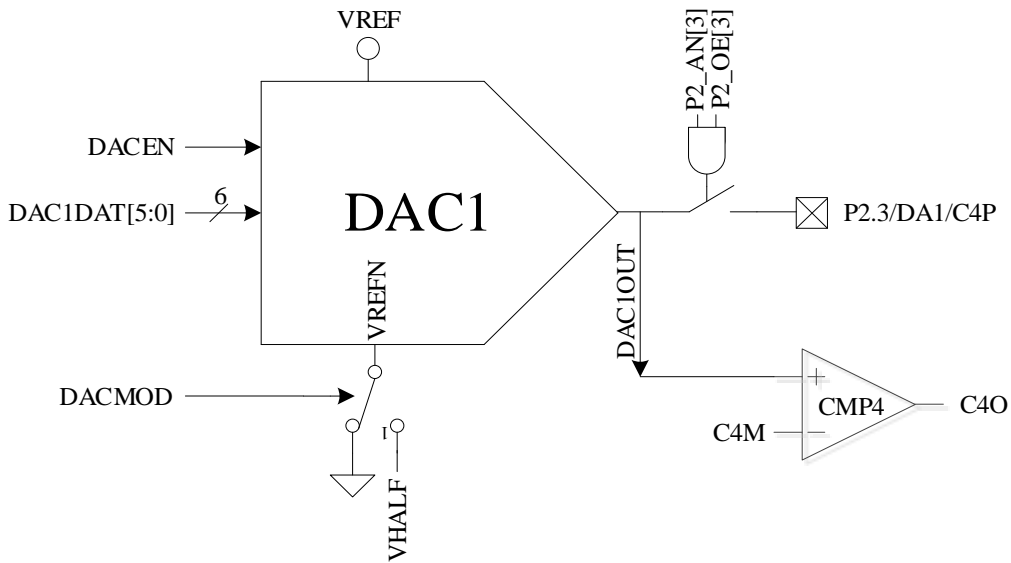 VREF
P2_AN[3]
P2_OE[3]
DACEN
DAC1DAT[5:0]
6
DAC1
P2.3/DA1/C4P
VREFN
DAC1OUT
DACMOD
1
VHALF
+
CMP4
C4O
C4M